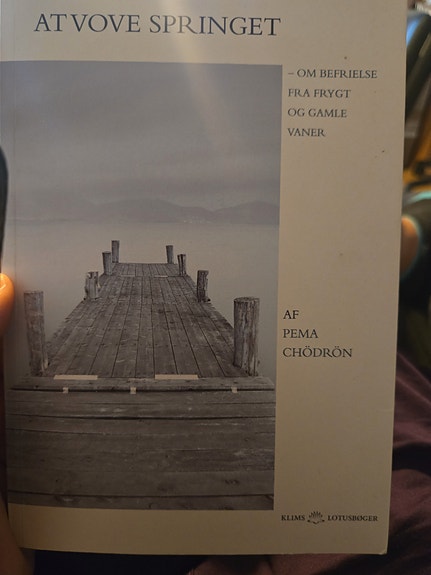 AT VOVE SPRINGET
– OM BEFRIELSE
FRA FRYGT
OG GAMLE
VANER
AF
PEMA
CHÖDRÖN
KLIMS LOTUSBØGER